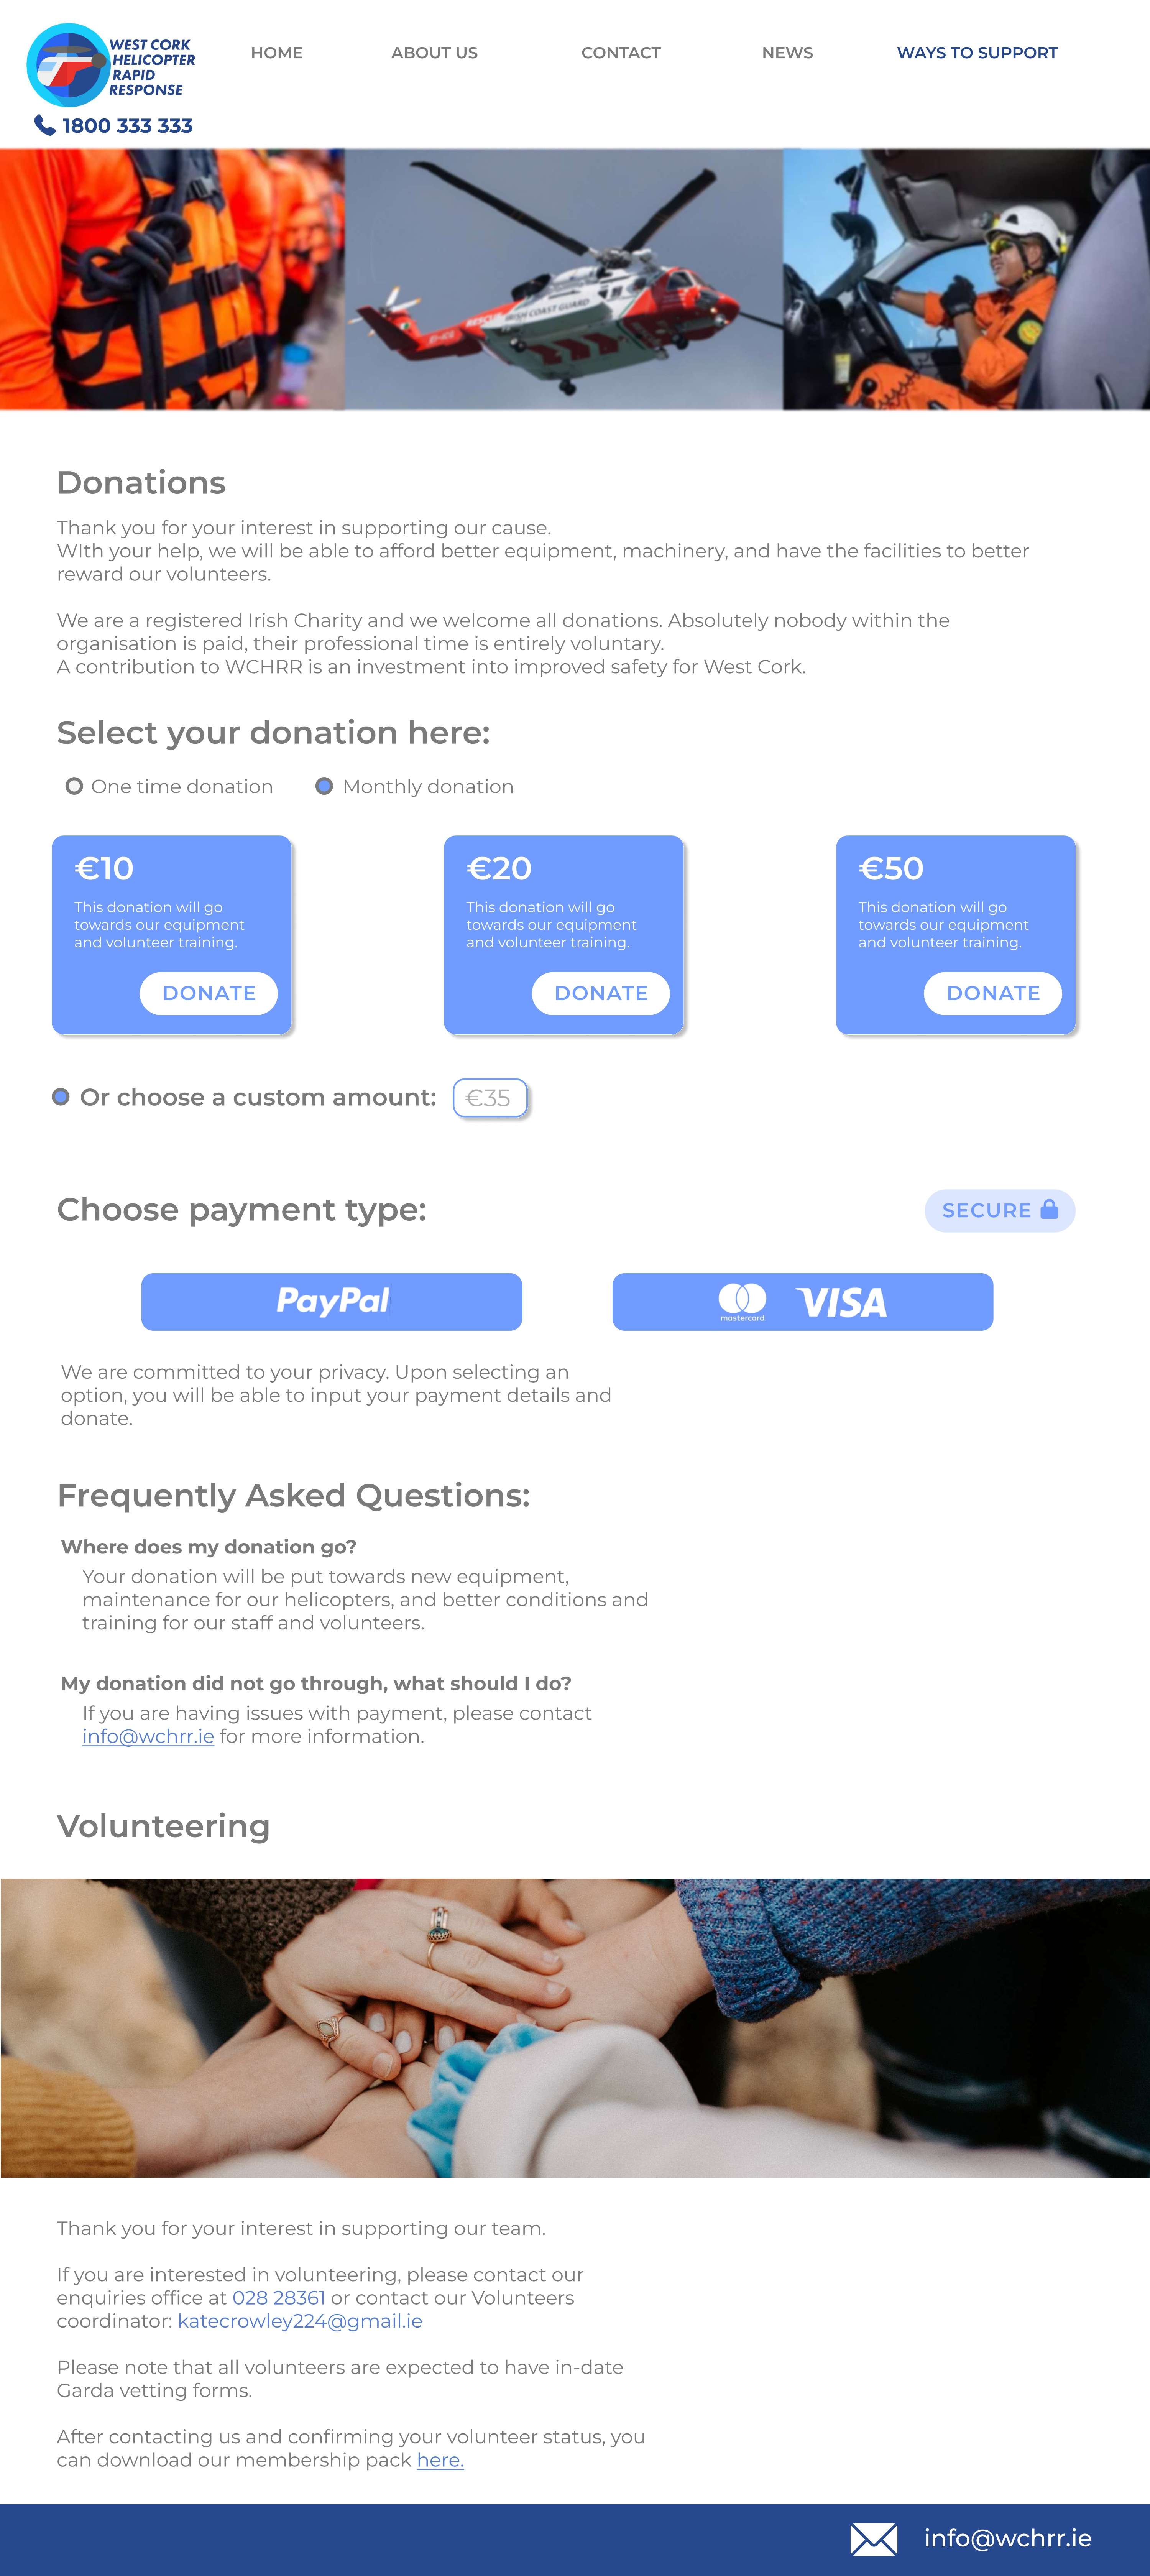 WEST CORK
HELICOPTER
RAPID
RESPONSE
1800 333 333
HOME ABOUT US CONTACT NEWS WAYS TO SUPPORT
RESCUE IRISH COAST GUARD
Donations
Thank you for your interest in supporting our cause.
WIth your help, we will be able to afford better equipment, machinery, and have the facilities to better
reward our volunteers.
We are a registered Irish Charity and we welcome all donations. Absolutely nobody within the
organisation is paid, their professional time is entirely voluntary.
A contribution to WCHRR is an investment into improved safety for West Cork.
Select your donation here:
One time donation Monthly donation
€10
This donation will go
towards our equipment
and volunteer training.
DONATE
€20
This donation will go
towards our equipment
and volunteer training.
DONATE
€50
This donation will go
towards our equipment
and volunteer training.
DONATE
Or choose a custom amount: €35
Choose payment type: SECURE
PayPal
mastercard VISA
We are committed to your privacy. Upon selecting an
option, you will be able to input your payment details and
donate.
Frequently Asked Questions:
Where does my donation go?
Your donation will be put towards new equipment,
maintenance for our helicopters, and better conditions and
training for our staff and volunteers.
My donation did not go through, what should I do?
If you are having issues with payment, please contact
info@wchrr.ie for more information.
Volunteering
Thank you for your interest in supporting our team.
If you are interested in volunteering, please contact our
enquiries office at 028 28361 or contact our Volunteers
coordinator: katecrowley224@gmail.ie
Please note that all volunteers are expected to have in-date
Garda vetting forms.
After contacting us and confirming your volunteer status, you
can download our membership pack here.
info@wchrr.ie